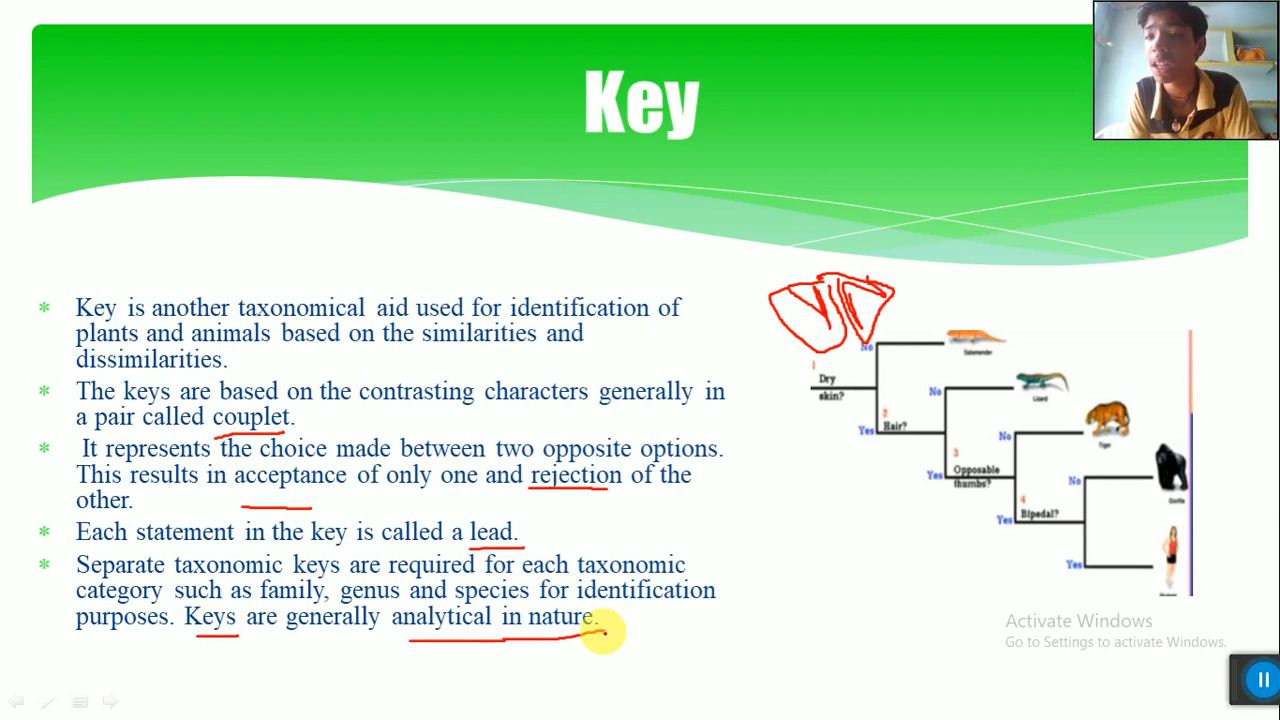 Key
* Key is another taxonomical aid used for identification of
plants and animals based on the similarities and
dissimilarities.
* The keys are based on the contrasting characters generally in
a pair called couplet.
* It represents the choice made between two opposite options.
This results in acceptance of only one and rejection of the
other.
* Each statement in the key is called a lead.
* Separate taxonomic keys are required for each taxonomic
category such as family, genus and species for identification
purposes. Keys are generally analytical in nature.
No
Salamander
1
Dry
skin?
No
Lizard
2
Yes
Hair?
No
Tiger
3
Yes
Opposable
thumbs?
No
Gorilla
4
Yes
Bipedal?
Yes
Activate Windows
Go to Settings to activate Windows.